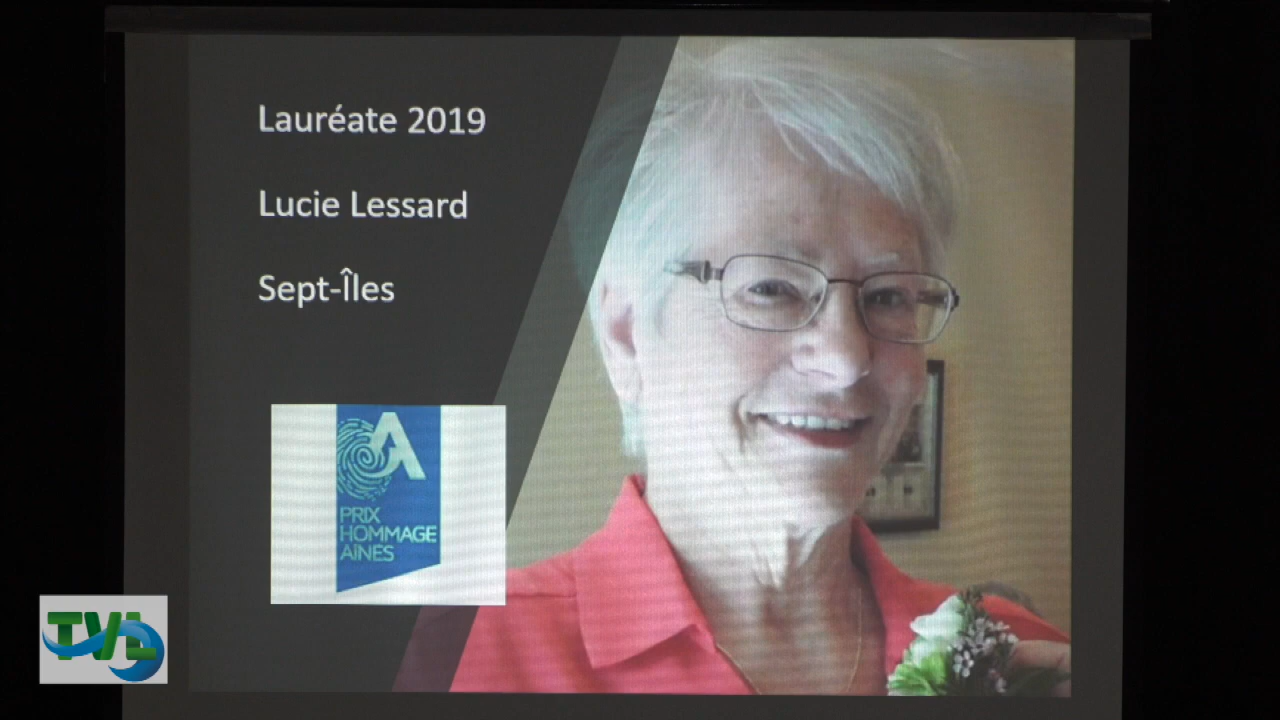 Lauréate 2019
Lucie Lessard
Sept-Îles
A
PRIX
HOMMAGE
AÎNÉS
TVL